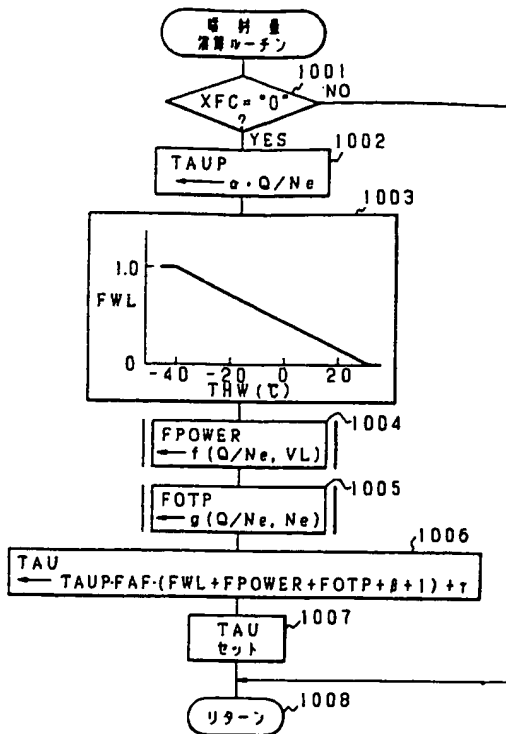 噴射量
演算ルーチン
1001
XFC="0"
?
NO
YES
1002
TAUP
← α・Q/Ne
1003
1.0
FWL
0
-40 -20 0 20
THW(℃)
1004
FPOWER
← f(Q/Ne, VL)
1005
FOTP
← g(Q/Ne, Ne)
1006
TAU
← TAUP・FAF・(FWL+FPOWER+FOTP+β+1)+γ
1007
TAU
セット
リターン
1008